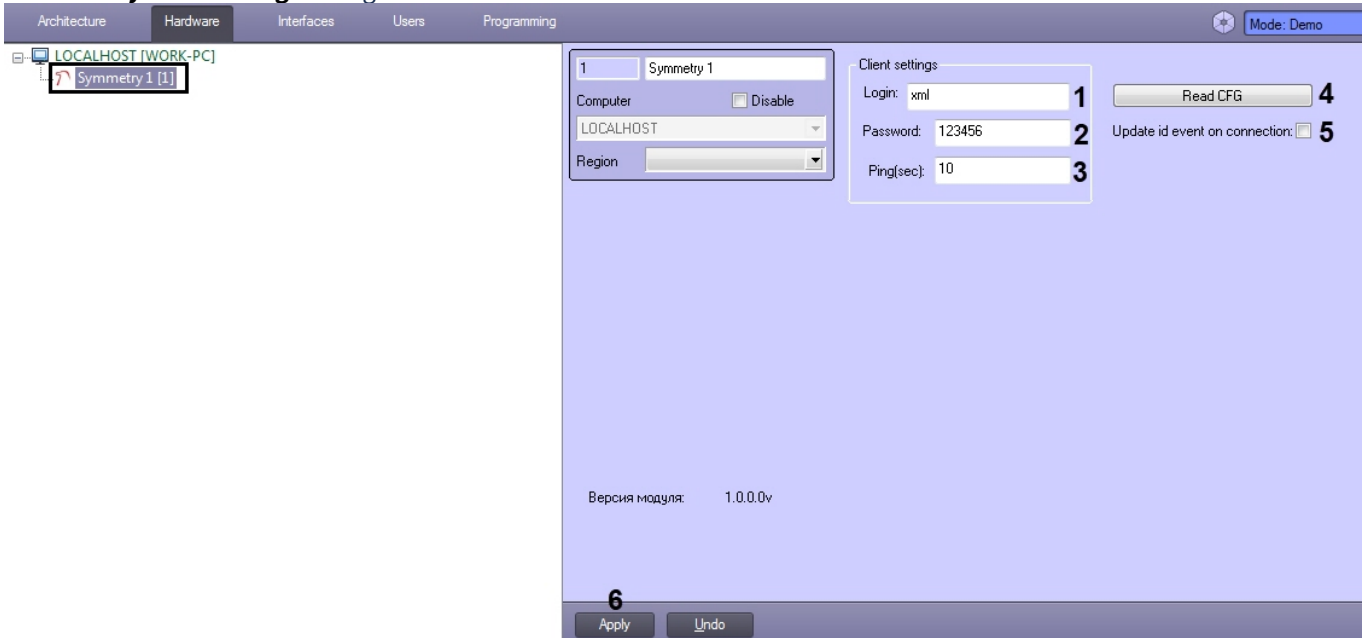 Architecture Hardware Interfaces Users Programming Mode: Demo
LOCALHOST [WORK-PC]
Symmetry 1 [1]
1 Symmetry 1
Computer Disable
LOCALHOST
Region
Client settings
Login: xml 1
Password: 123456 2
Ping(sec): 10 3
Read CFG 4
Update id event on connection: 5
Версия модуля: 1.0.0.0v
6
Apply Undo